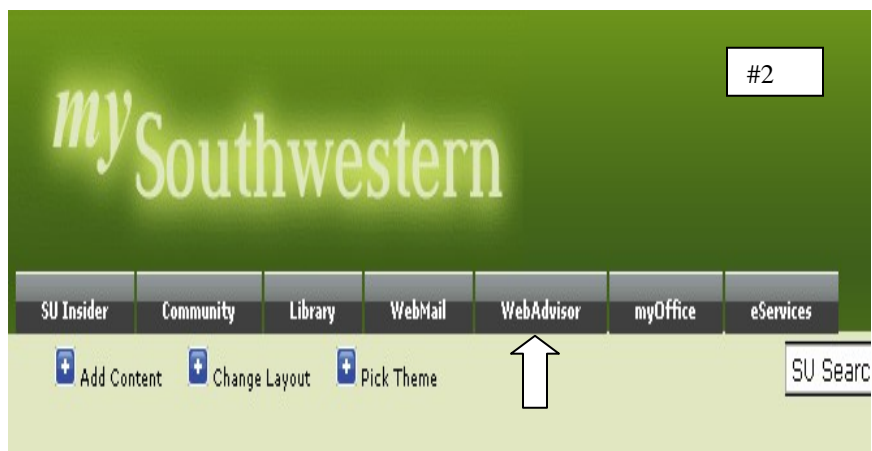 #2
my Southwestern
SU Insider Community Library WebMail WebAdvisor myOffice eServices
Add Content Change Layout Pick Theme SU Searc